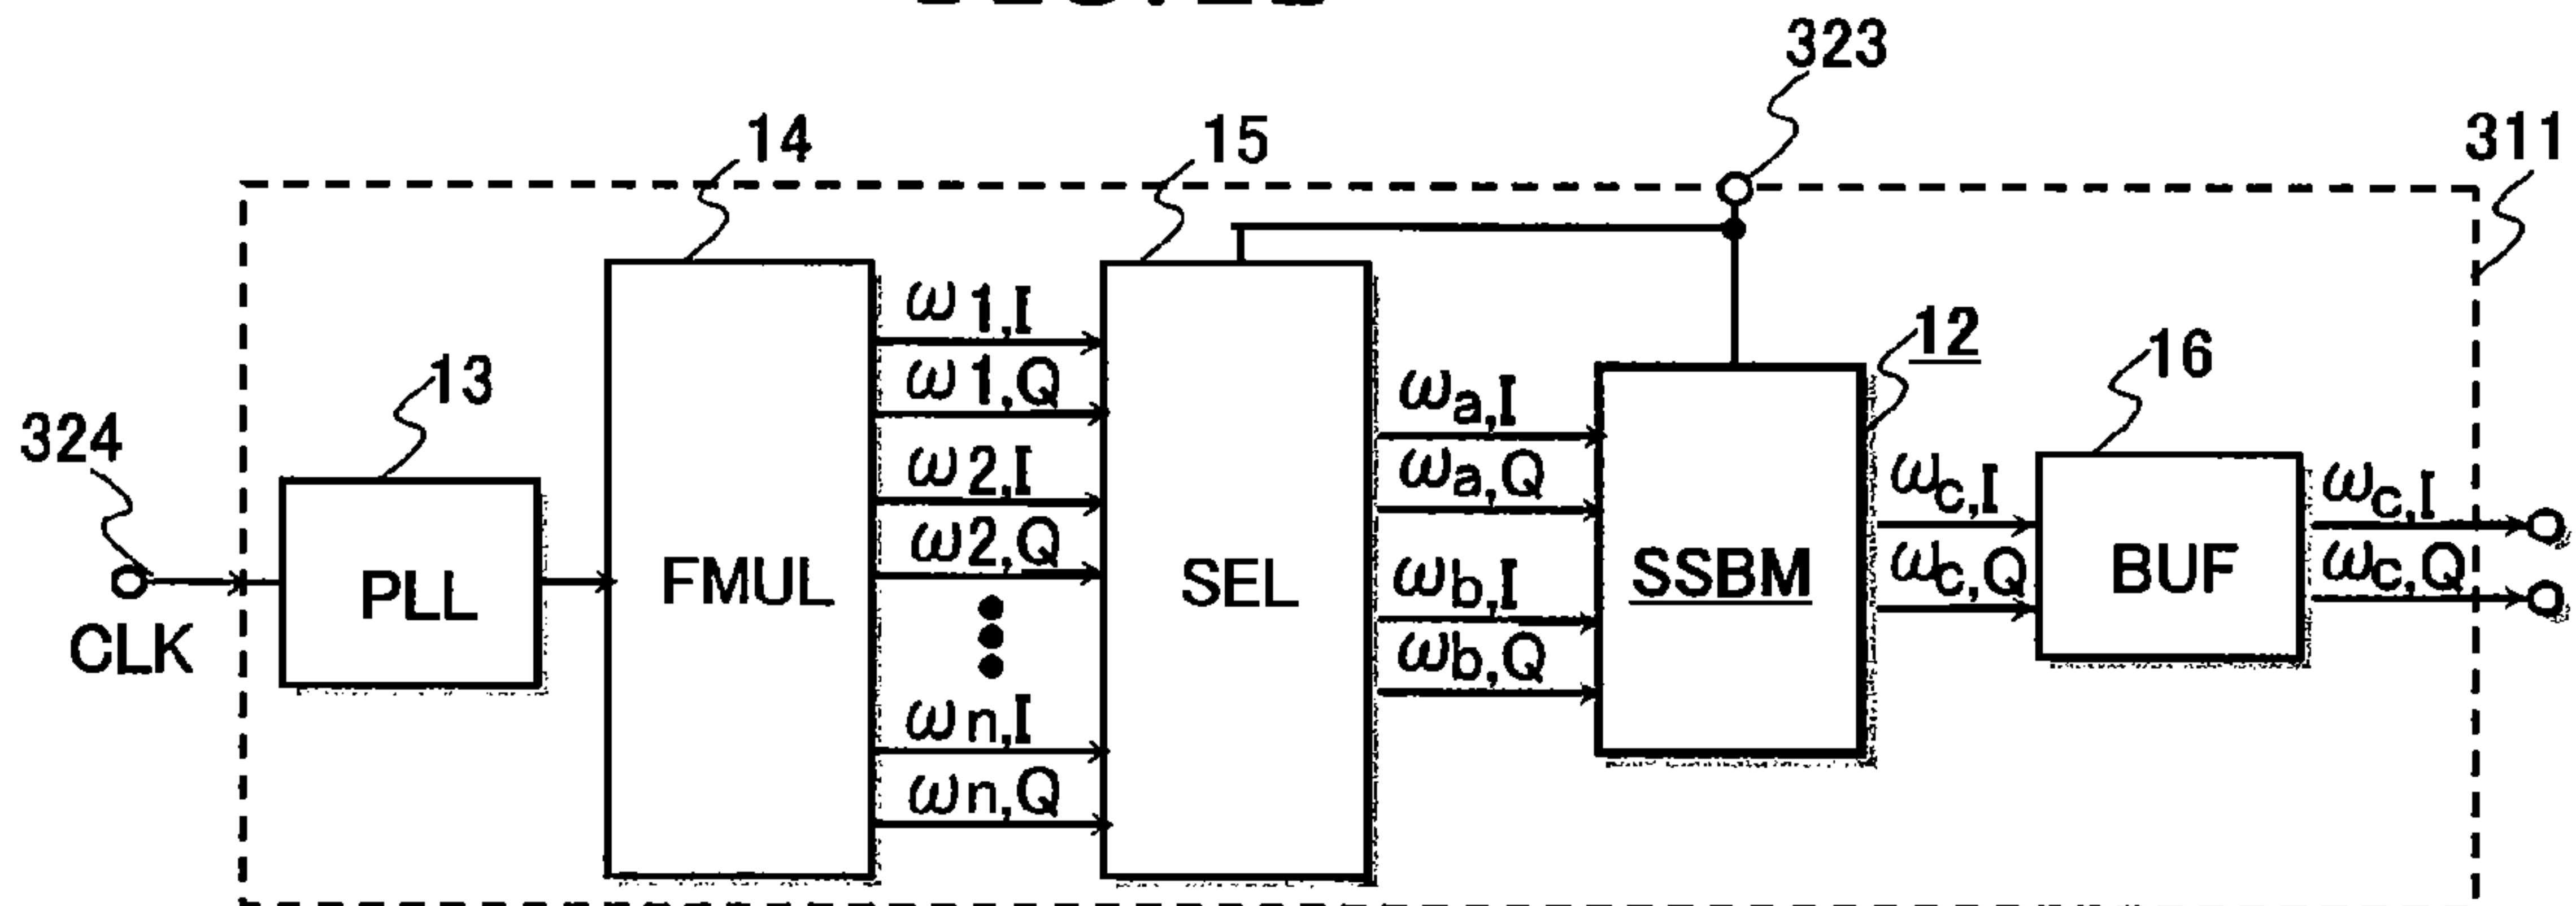 323
14
15
311
ω1,I
ω1,Q
12
16
13
ωa,I
324
ω2,I
ωa,Q
ωc,I
ωc,I
ω2,Q
FMUL
SEL
ωb,I
SSBM
ωc,Q
BUF
ωc,Q
PLL
CLK
ωb,Q
ωn,I
ωn,Q